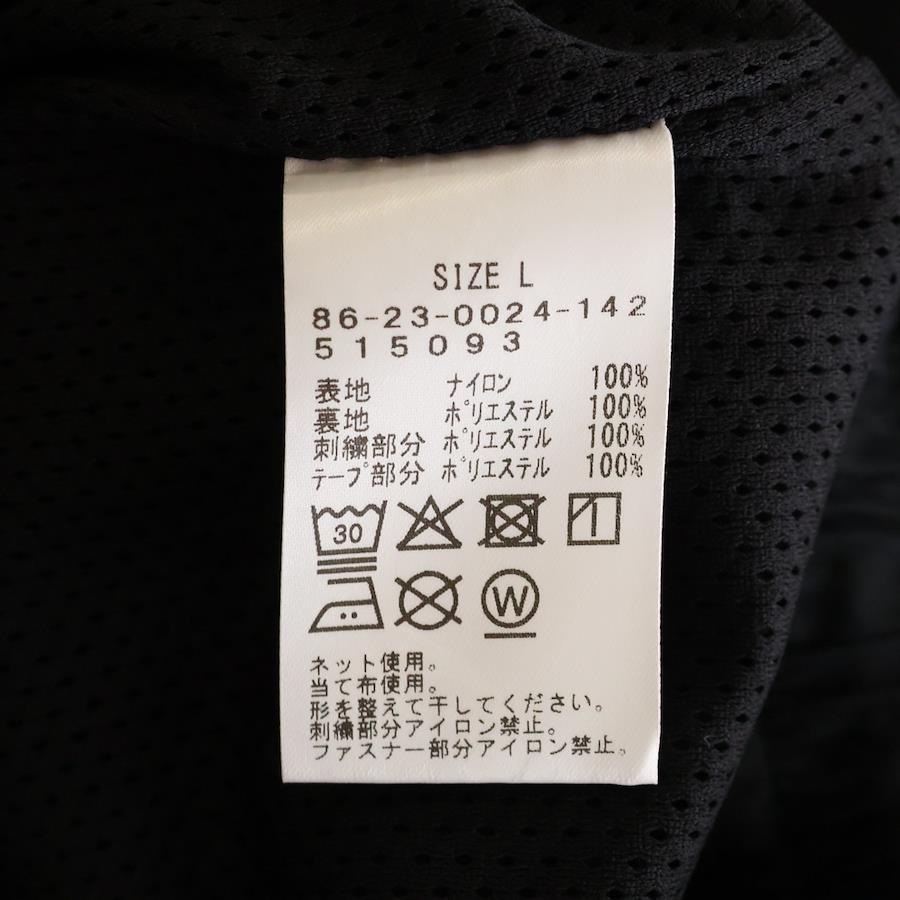 SIZE L
86-23-0024-142
515093
表地 ナイロン 100%
裏地 ポリエステル 100%
刺繍部分 ポリエステル 100%
テープ部分 ポリエステル 100%
30
W
ネット使用。
当て布使用。
形を整えて干してください。
刺繍部分アイロン禁止。
ファスナー部分アイロン禁止。